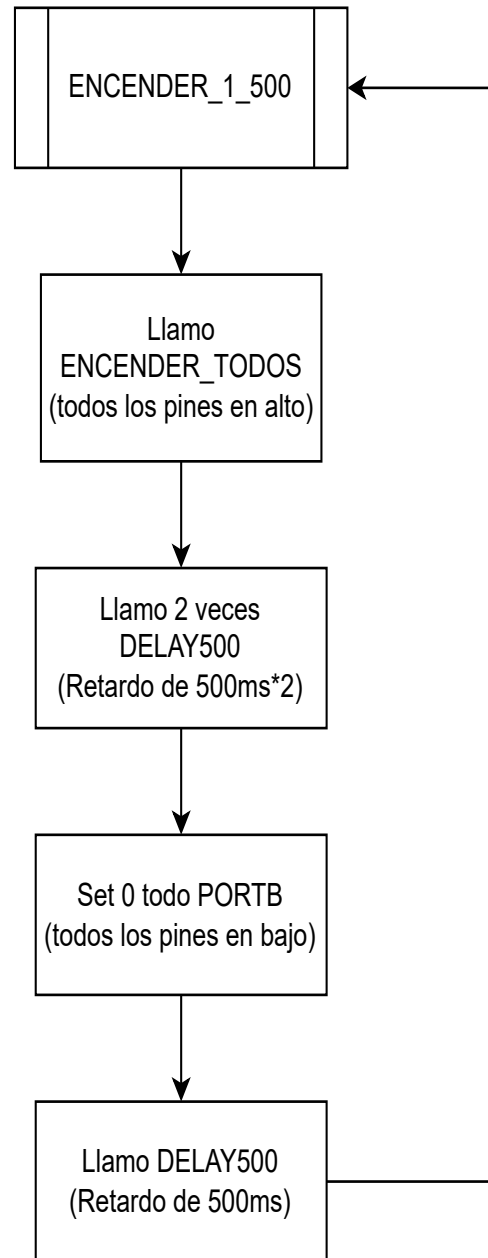 ENCENDER_1_500
Llamo
ENCENDER_TODOS
(todos los pines en alto)
Llamo 2 veces
DELAY500
(Retardo de 500ms*2)
Set 0 todo PORTB
(todos los pines en bajo)
Llamo DELAY500
(Retardo de 500ms)